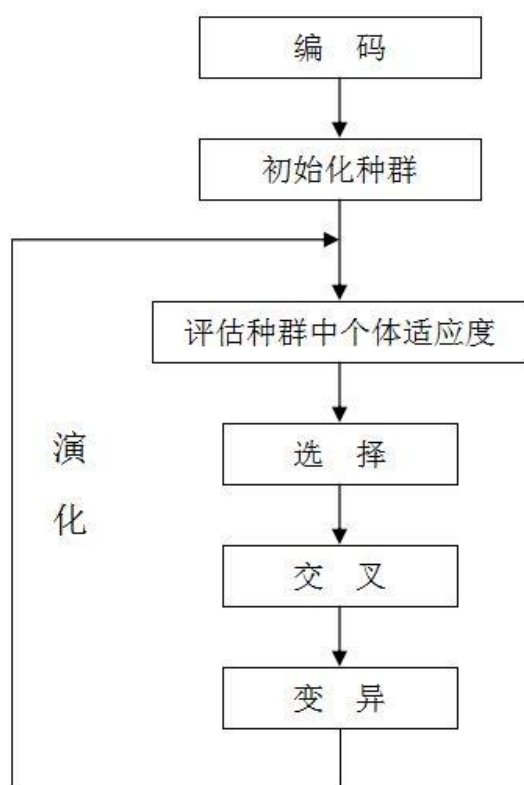 编 码
初始化种群
评估种群中个体适应度
选 择
演
化
交 叉
变 异